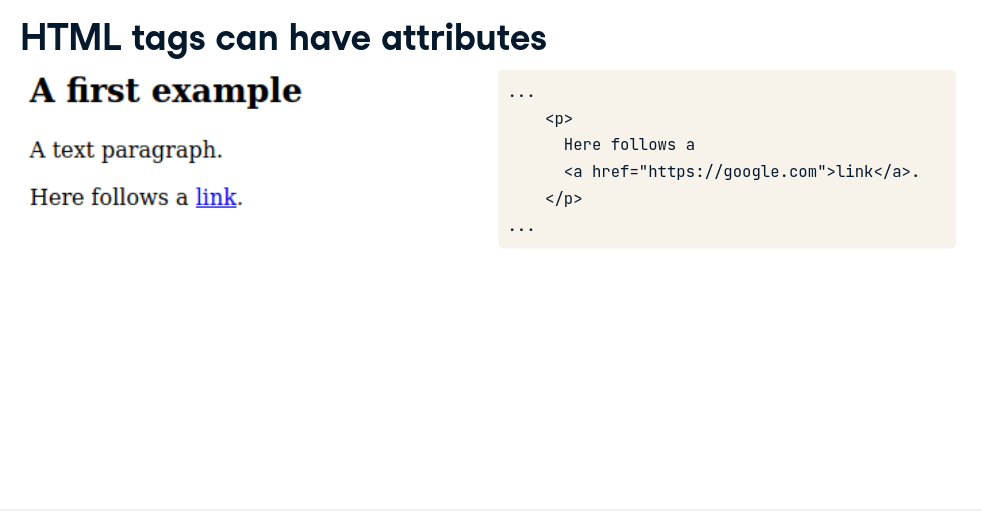 HTML tags can have attributes
A first example
A text paragraph.
Here follows a link.
...
<p>
Here follows a
<a href="https://google.com">link</a>.
</p>
...